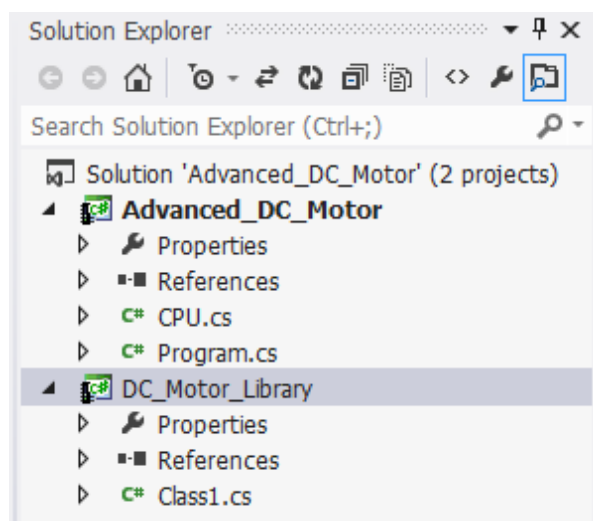 Solution Explorer
Search Solution Explorer (Ctrl+;)
Solution 'Advanced_DC_Motor' (2 projects)
C# Advanced_DC_Motor
Properties
References
C# CPU.cs
C# Program.cs
C# DC_Motor_Library
Properties
References
C# Class1.cs